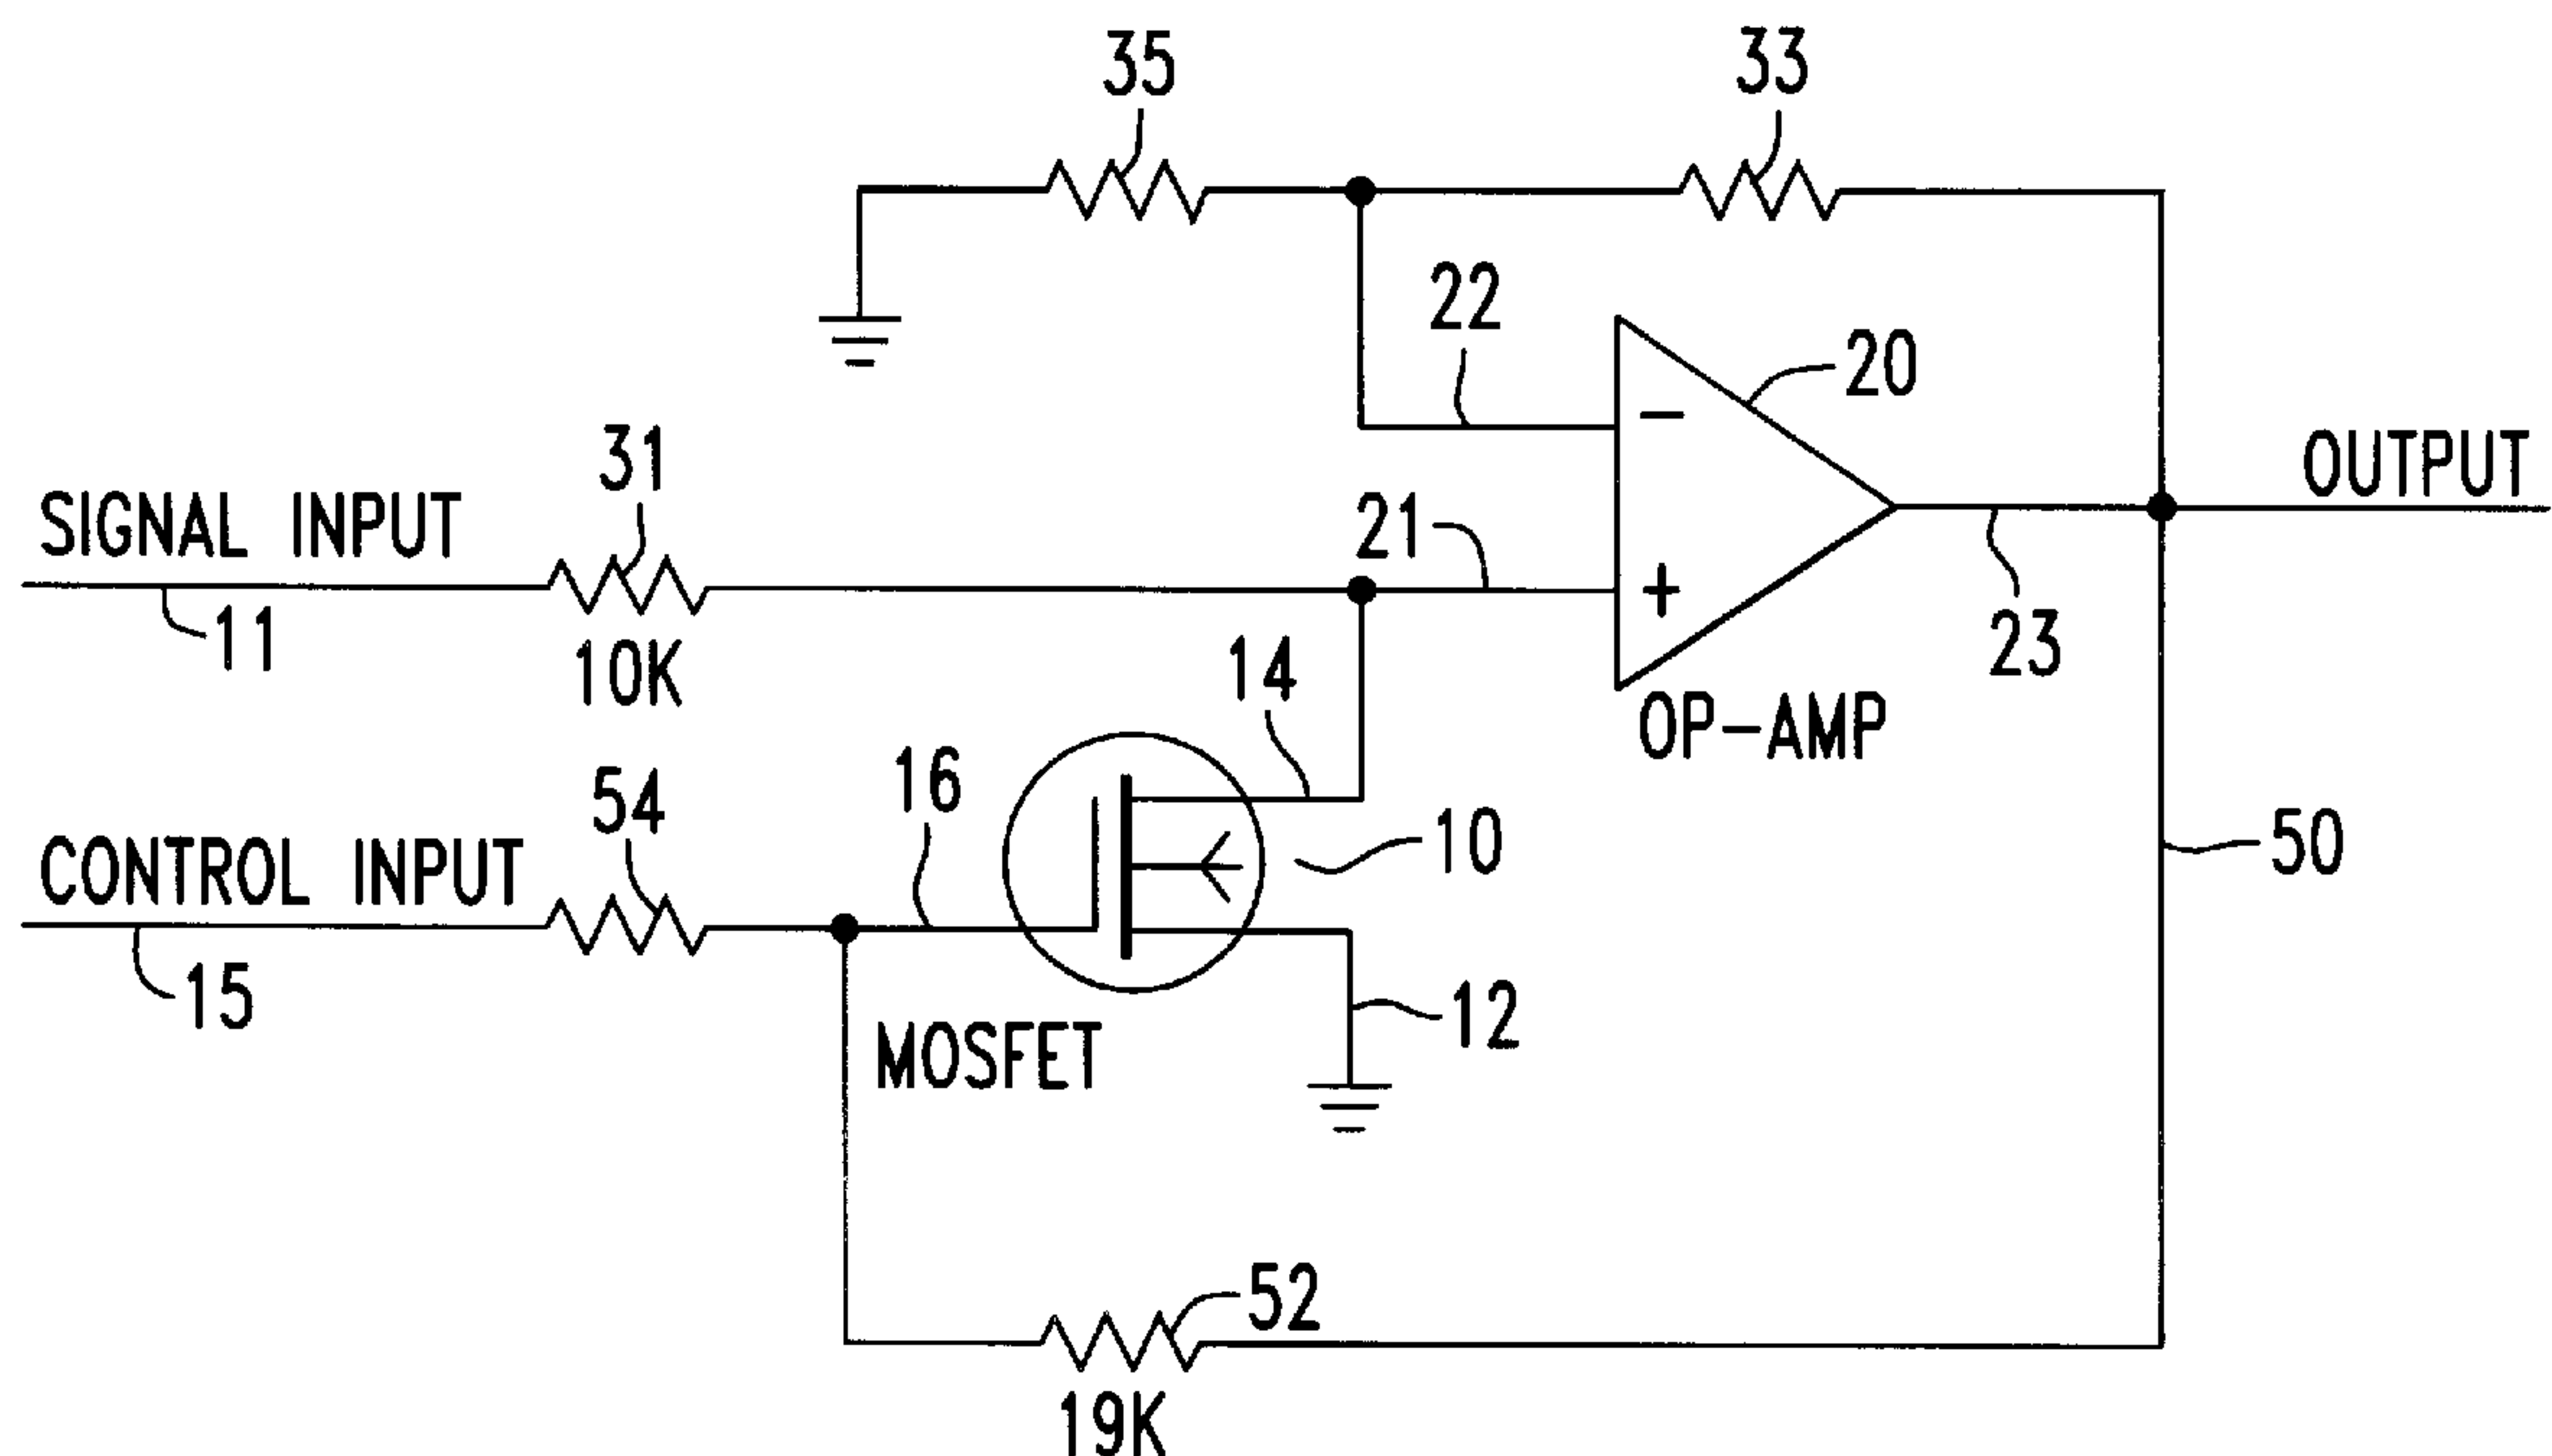 35
33
22
20
31
SIGNAL INPUT
OUTPUT
21
11
10K
14
23
OP-AMP
54
16
CONTROL INPUT
10
50
15
12
MOSFET
52
19K